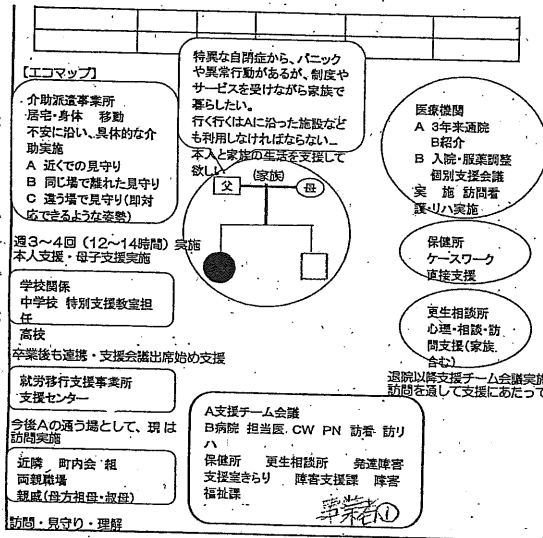 【エコマップ】
介助派遣事業所
居宅・身体　移動
不安に沿い、具体的な介
助実施
A 近くでの見守り
B 同じ場で離れた見守り
C 違う場で見守り(即対
応できるような姿勢)
週3～4回（12～14時間）実施
本人支援・母子支援実施
学校関係
中学校 特別支援教室担
任
高校
卒業後も連携・支援会議出席始め支援
就労移行支援事業所
支援センター
今後Aの通う場として、現は
訪問実施
近隣　町内会 組
両親職場
親戚(母方祖母・叔母)
訪問・見守り・理解
特異な自閉症から、パニック
や異常行動があるが、制度や
サービスを受けながら家族で
暮らしたい。
行く行くはAに沿った施設など
も利用しなければならない
本人と家族の生活を支援して
欲しい
父
(家族)
母
A支援チーム会議
B病院 担当医 CW PN 訪看 訪リ
ハ
保健所　更生相談所　発達障害
支援室きらり　障害支援課　障害
福祉課
事業者①
医療機関
A 3年来通院
B紹介
B 入院・服薬調整
個別支援会議
実　施　訪問看
護・リハ実施
保健所
ケースワーク
直接支援
更生相談所
心理・相談・訪
問支援(家族
含む)
退院以降支援チーム会議実施
訪問を通して支援にあたって